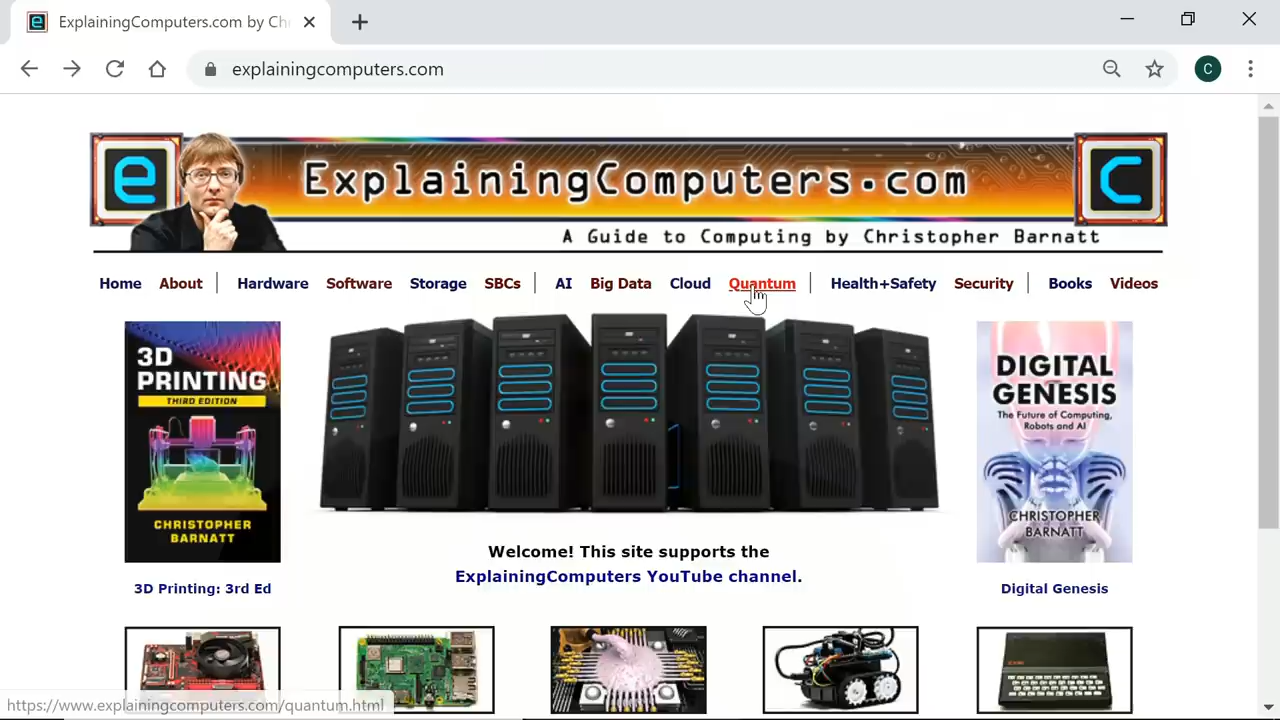 ExplainingComputers.com by Ch
C
explainingcomputers.com
e
ExplainingComputers.com
C
A Guide to Computing by Christopher Barnatt
Home About Hardware Software Storage SBCs AI Big Data Cloud Quantum Health+Safety Security Books Videos
3D
PRINTING
THIRD EDITION
CHRISTOPHER
BARNATT
DIGITAL
GENESIS
The Future of Computing,
Robots and AI
CHRISTOPHER
BARNATT
Welcome! This site supports the
ExplainingComputers YouTube channel.
3D Printing: 3rd Ed
Digital Genesis
https://www.explainingcomputers.com/quantum.html